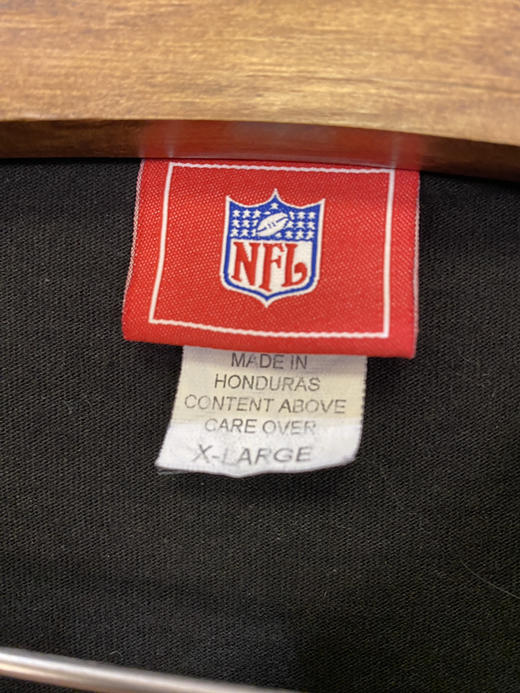 NFL
MADE IN
HONDURAS
CONTENT ABOVE
CARE OVER
X-LARGE